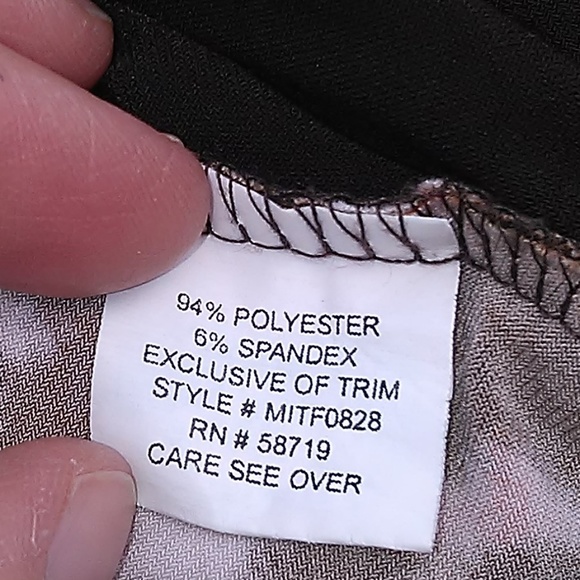 94% POLYESTER
6% SPANDEX
EXCLUSIVE OF TRIM
STYLE # MITF0828
RN # 58719
CARE SEE OVER